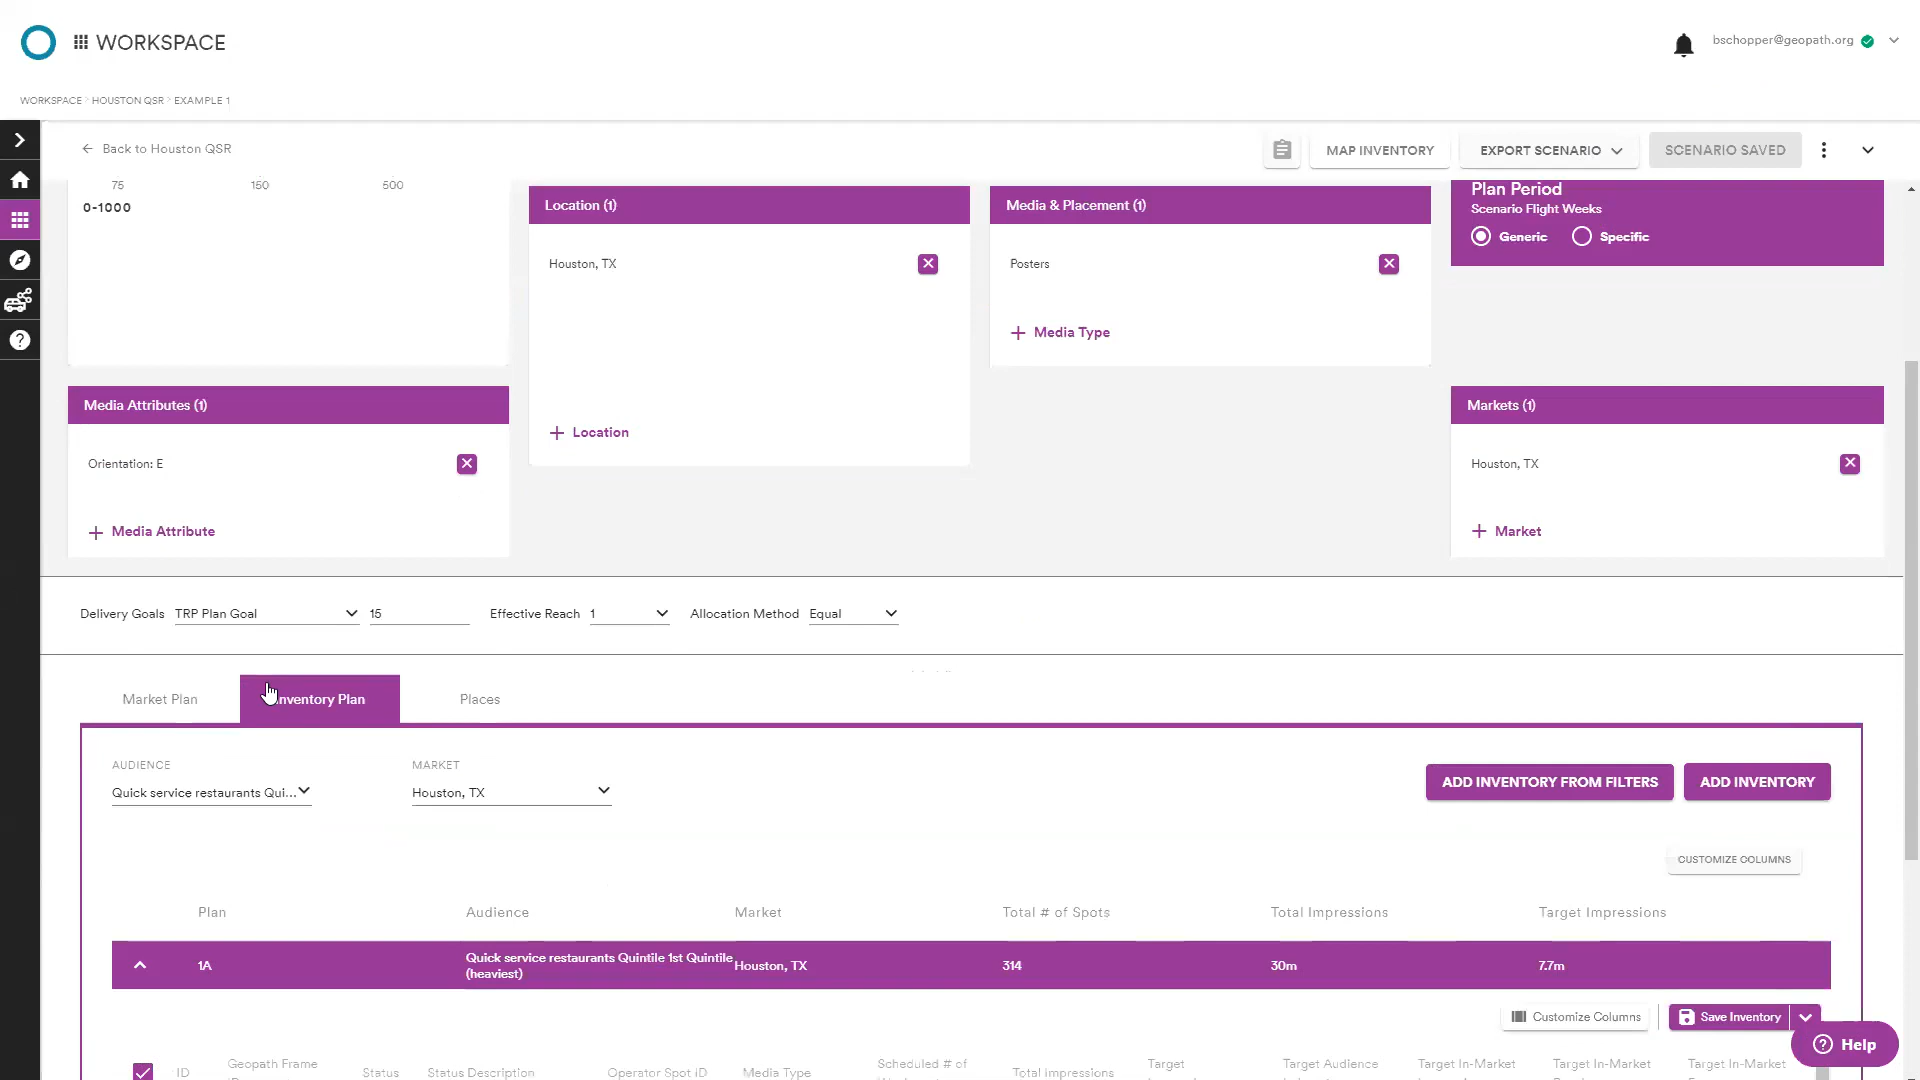 WORKSPACE
bschopper@geopath.org
WORKSPACE > HOUSTON QSR > EXAMPLE 1
Back to Houston QSR
MAP INVENTORY
EXPORT SCENARIO
SCENARIO SAVED
75 150 500
0-1000
Location (1)
Houston, TX
+ Location
Media & Placement (1)
Posters
+ Media Type
Plan Period
Scenario Flight Weeks
Generic Specific
Media Attributes (1)
Orientation: E
+ Media Attribute
Markets (1)
Houston, TX
+ Market
Delivery Goals TRP Plan Goal 15 Effective Reach 1 Allocation Method Equal
Market Plan Inventory Plan Places
AUDIENCE MARKET
Quick service restaurants Qui... Houston, TX
ADD INVENTORY FROM FILTERS ADD INVENTORY
CUSTOMIZE COLUMNS
Plan Audience Market Total # of Spots Total Impressions Target Impressions
1A Quick service restaurants Quintile 1st Quintile (heaviest) Houston, TX 314 30m 7.7m
Customize Columns Save Inventory
? Help
ID Geopath Frame Status Status Description Operator Spot ID Media Type Scheduled # of Total Impressions Target Target Audience Target In-Market Target In-Market Target In-Market